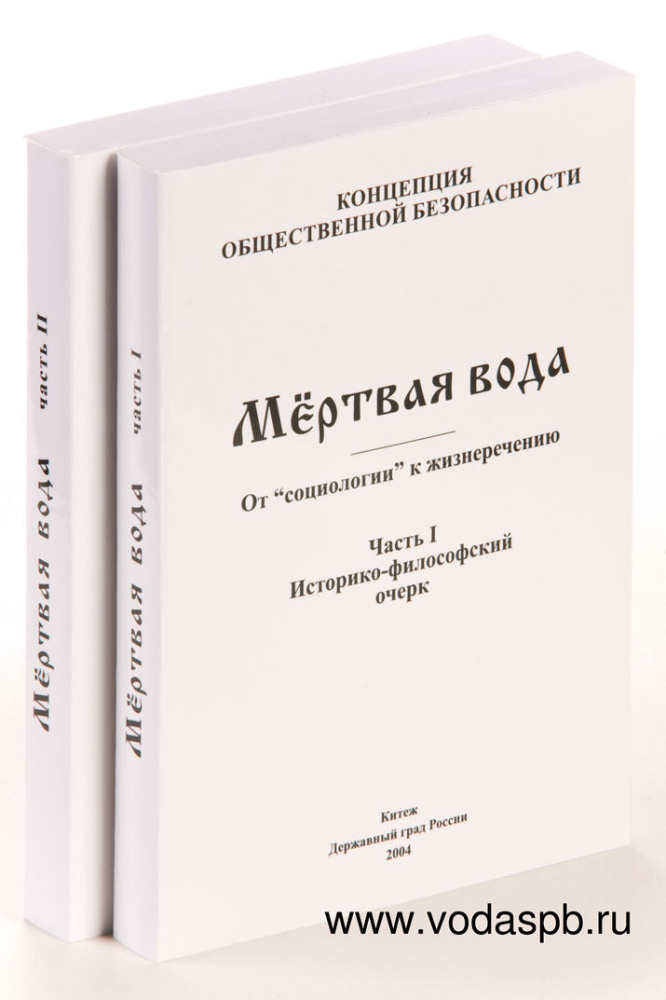 КОНЦЕПЦИЯ
ОБЩЕСТВЕННОЙ БЕЗОПАСНОСТИ
Мёртвая вода
От “социологии” к жизнеречению
Часть I
Историко-философский
очерк
Китеж
Державный град России
2004
Мёртвая вода часть I
Мёртвая вода часть II
www.vodaspb.ru